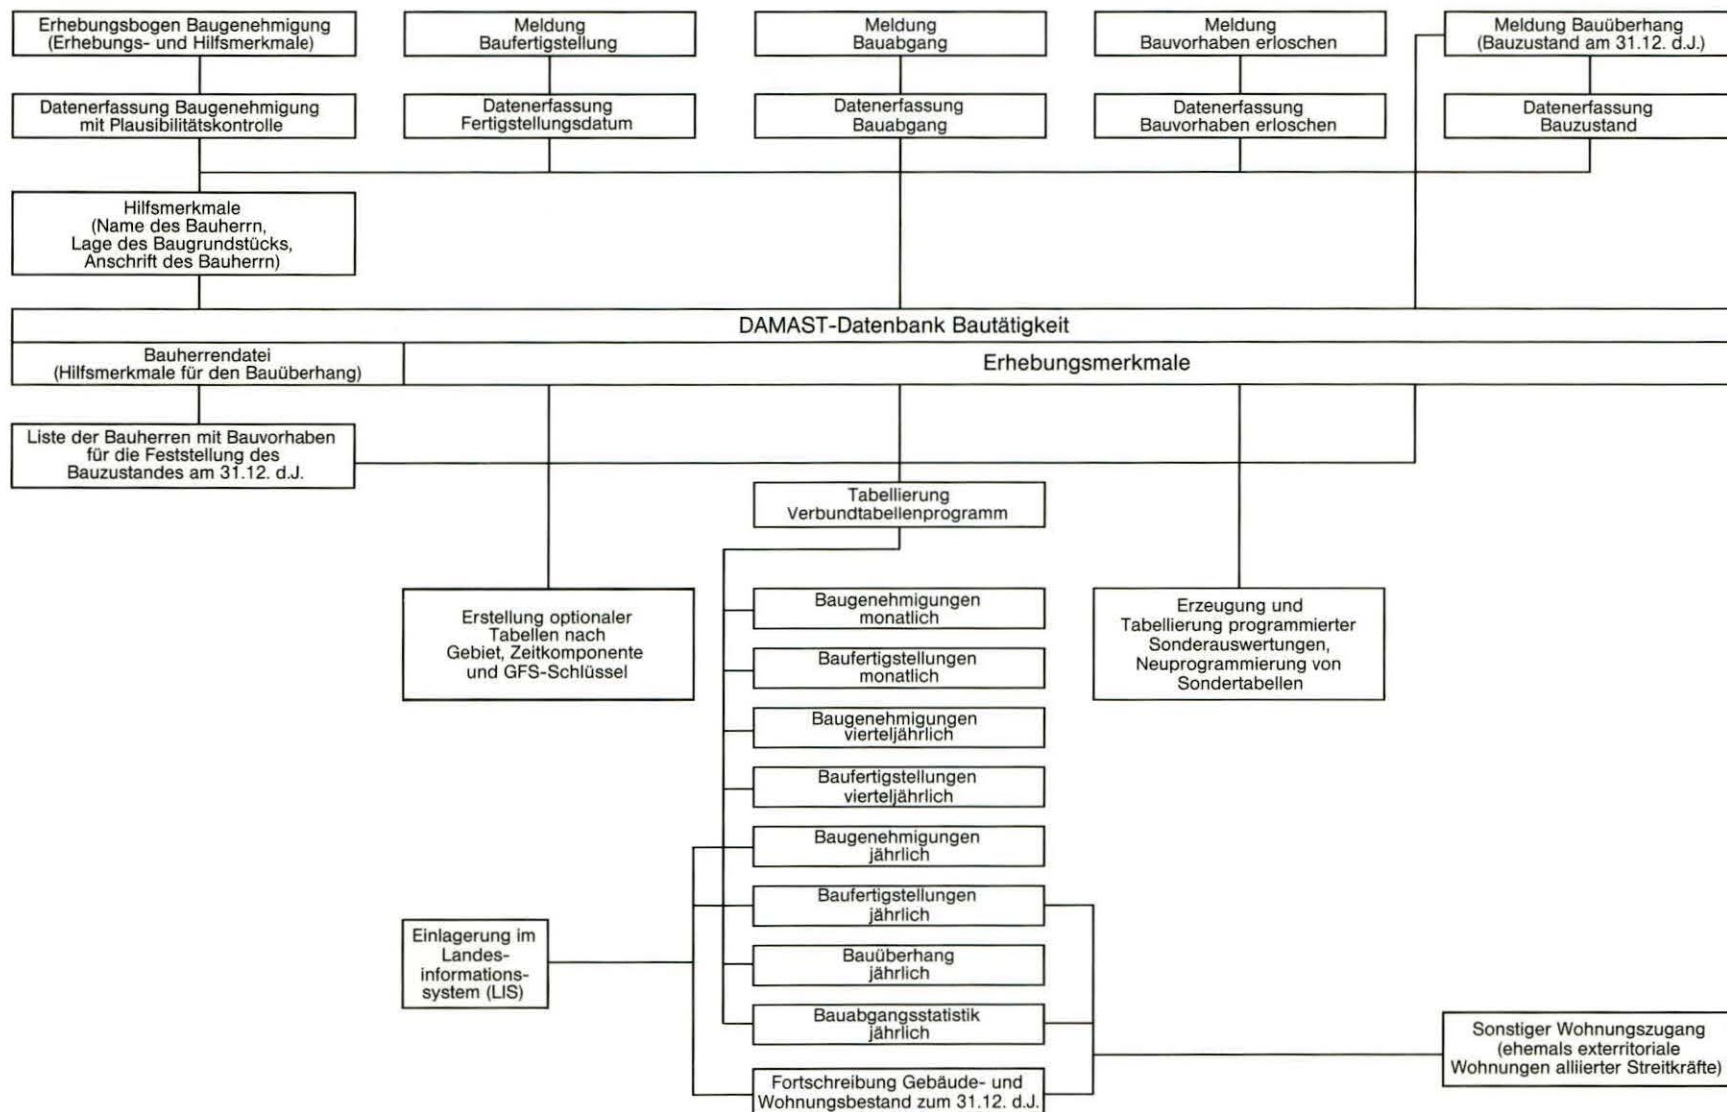 Erhebungsbogen Baugenehmigung
(Erhebungs- und Hilfsmerkmale)
Meldung
Baufertigstellung
Meldung
Bauabgang
Meldung
Bauvorhaben erloschen
Meldung Bauüberhang
(Bauzustand am 31.12. d.J.)
Datenerfassung Baugenehmigung
mit Plausibilitätskontrolle
Datenerfassung
Fertigstellungsdatum
Datenerfassung
Bauabgang
Datenerfassung
Bauvorhaben erloschen
Datenerfassung
Bauzustand
Hilfsmerkmale
(Name des Bauherrn,
Lage des Baugrundstücks,
Anschrift des Bauherrn)
DAMAST-Datenbank Bautätigkeit
Bauherrendatei
(Hilfsmerkmale für den Bauüberhang)
Erhebungsmerkmale
Liste der Bauherren mit Bauvorhaben
für die Feststellung des
Bauzustandes am 31.12. d.J.
Tabellierung
Verbundtabellenprogramm
Erstellung optionaler
Tabellen nach
Gebiet, Zeitkomponente
und GFS-Schlüssel
Baugenehmigungen
monatlich
Erzeugung und
Tabellierung programmierter
Sonderauswertungen,
Neuprogrammierung von
Sondertabellen
Baufertigstellungen
monatlich
Baugenehmigungen
vierteljährlich
Baufertigstellungen
vierteljährlich
Baugenehmigungen
jährlich
Baufertigstellungen
jährlich
Einlagerung im
Landes-
informations-
system (LIS)
Bauüberhang
jährlich
Bauabgangsstatistik
jährlich
Sonstiger Wohnungszugang
(ehemals exterritoriale
Wohnungen alliierter Streitkräfte)
Fortschreibung Gebäude- und
Wohnungsbestand zum 31.12. d.J.